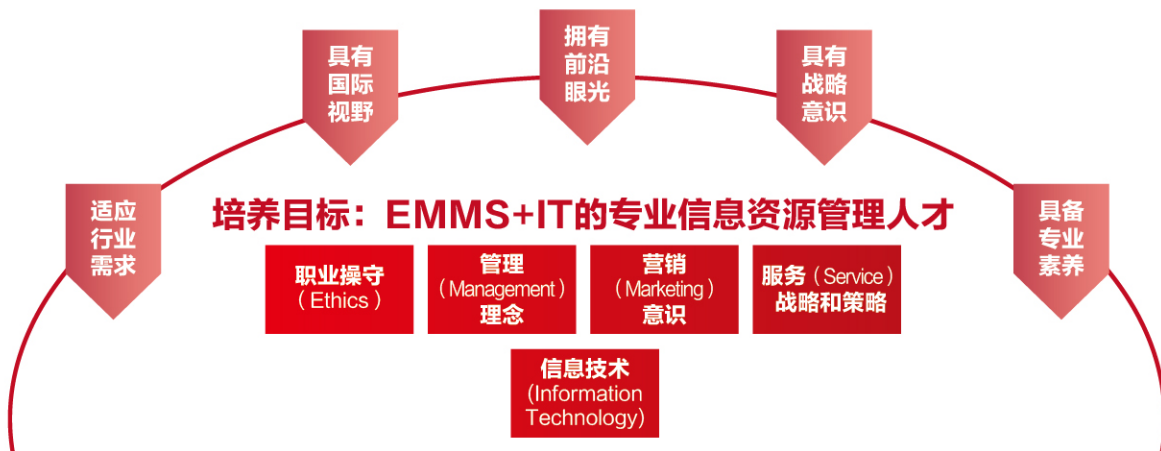 适应
行业
需求
具有
国际
视野
拥有
前沿
眼光
具有
战略
意识
具备
专业
素养
培养目标：EMMS+IT的专业信息资源管理人才
职业操守
（Ethics）
管理
（Management）
理念
营销
（Marketing）
意识
服务（Service）
战略和策略
信息技术
(Information
Technology)